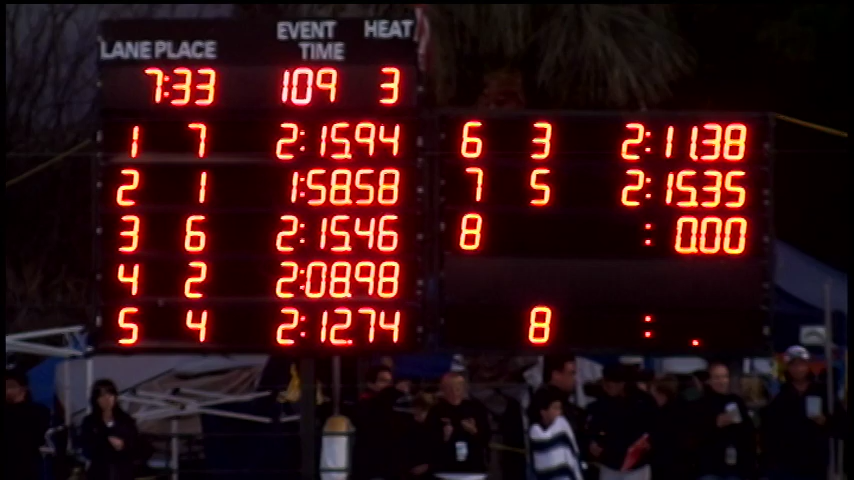 EVENT HEAT
LANE PLACE TIME
7:33 109 3
1 7 2:15.94
2 1 1:58.58
3 6 2:15.46
4 2 2:08.98
5 4 2:12.74
6 3 2:11.38
7 5 2:15.35
8 : 0.00
8 : .